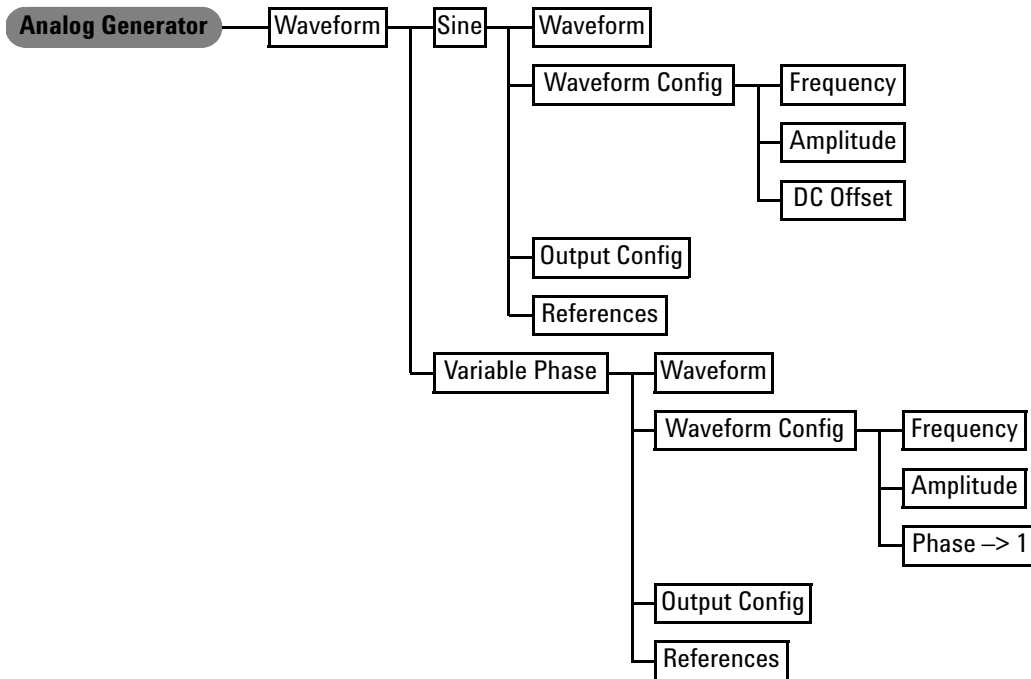 Analog Generator
Waveform
Sine
Waveform
Waveform Config
Frequency
Amplitude
DC Offset
Output Config
References
Variable Phase
Waveform
Waveform Config
Frequency
Amplitude
Phase –> 1
Output Config
References